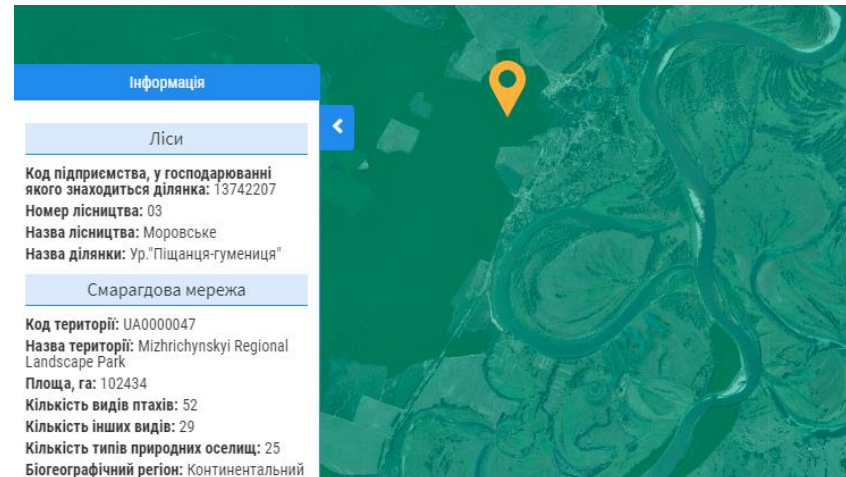 Інформація
Ліси
Код підприємства, у господарюванні
якого знаходиться ділянка: 13742207
Номер лісництва: 03
Назва лісництва: Моровське
Назва ділянки: Ур."Піщанця-гумениця"
Смарагдова мережа
Код території: UA0000047
Назва території: Mizhrichynskyi Regional
Landscape Park
Площа, га: 102434
Кількість видів птахів: 52
Кількість інших видів: 29
Кількість типів природних оселищ: 25
Біогеографічний регіон: Континентальний